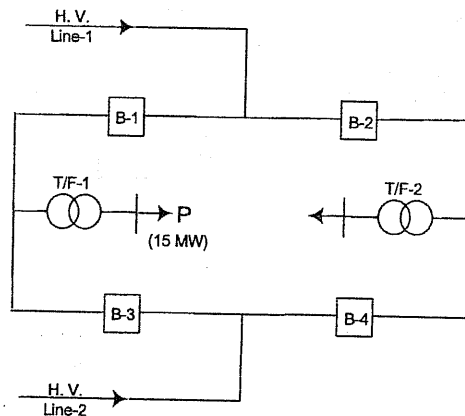 H. V.
Line-1
B-1
B-2
T/F-1
T/F-2
P
(15 MW)
B-3
B-4
H. V.
Line-2